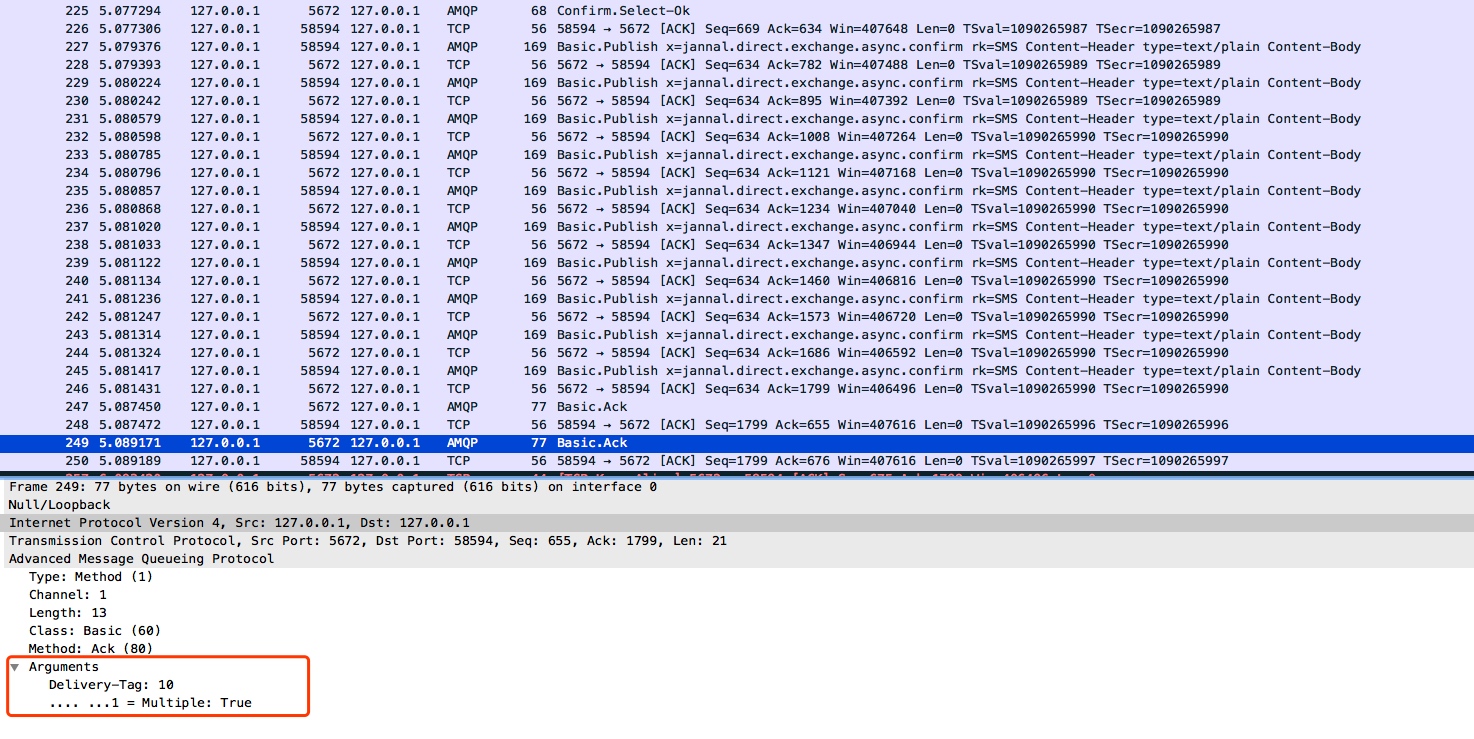 225 5.077294 127.0.0.1 5672 127.0.0.1 AMQP 68 Confirm.Select-Ok
226 5.077306 127.0.0.1 58594 127.0.0.1 TCP 56 58594 → 5672 [ACK] Seq=669 Ack=634 Win=407648 Len=0 TSval=1090265987 TSecr=1090265987
227 5.079376 127.0.0.1 58594 127.0.0.1 AMQP 169 Basic.Publish x=jannal.direct.exchange.async.confirm rk=SMS Content-Header type=text/plain Content-Body
228 5.079393 127.0.0.1 5672 127.0.0.1 TCP 56 5672 → 58594 [ACK] Seq=634 Ack=782 Win=407488 Len=0 TSval=1090265989 TSecr=1090265989
229 5.080224 127.0.0.1 58594 127.0.0.1 AMQP 169 Basic.Publish x=jannal.direct.exchange.async.confirm rk=SMS Content-Header type=text/plain Content-Body
230 5.080242 127.0.0.1 5672 127.0.0.1 TCP 56 5672 → 58594 [ACK] Seq=634 Ack=895 Win=407392 Len=0 TSval=1090265989 TSecr=1090265989
231 5.080579 127.0.0.1 58594 127.0.0.1 AMQP 169 Basic.Publish x=jannal.direct.exchange.async.confirm rk=SMS Content-Header type=text/plain Content-Body
232 5.080598 127.0.0.1 5672 127.0.0.1 TCP 56 5672 → 58594 [ACK] Seq=634 Ack=1008 Win=407264 Len=0 TSval=1090265990 TSecr=1090265990
233 5.080785 127.0.0.1 58594 127.0.0.1 AMQP 169 Basic.Publish x=jannal.direct.exchange.async.confirm rk=SMS Content-Header type=text/plain Content-Body
234 5.080796 127.0.0.1 5672 127.0.0.1 TCP 56 5672 → 58594 [ACK] Seq=634 Ack=1121 Win=407168 Len=0 TSval=1090265990 TSecr=1090265990
235 5.080857 127.0.0.1 58594 127.0.0.1 AMQP 169 Basic.Publish x=jannal.direct.exchange.async.confirm rk=SMS Content-Header type=text/plain Content-Body
236 5.080868 127.0.0.1 5672 127.0.0.1 TCP 56 5672 → 58594 [ACK] Seq=634 Ack=1234 Win=407040 Len=0 TSval=1090265990 TSecr=1090265990
237 5.081020 127.0.0.1 58594 127.0.0.1 AMQP 169 Basic.Publish x=jannal.direct.exchange.async.confirm rk=SMS Content-Header type=text/plain Content-Body
238 5.081033 127.0.0.1 5672 127.0.0.1 TCP 56 5672 → 58594 [ACK] Seq=634 Ack=1347 Win=406944 Len=0 TSval=1090265990 TSecr=1090265990
239 5.081122 127.0.0.1 58594 127.0.0.1 AMQP 169 Basic.Publish x=jannal.direct.exchange.async.confirm rk=SMS Content-Header type=text/plain Content-Body
240 5.081134 127.0.0.1 5672 127.0.0.1 TCP 56 5672 → 58594 [ACK] Seq=634 Ack=1460 Win=406816 Len=0 TSval=1090265990 TSecr=1090265990
241 5.081236 127.0.0.1 58594 127.0.0.1 AMQP 169 Basic.Publish x=jannal.direct.exchange.async.confirm rk=SMS Content-Header type=text/plain Content-Body
242 5.081247 127.0.0.1 5672 127.0.0.1 TCP 56 5672 → 58594 [ACK] Seq=634 Ack=1573 Win=406720 Len=0 TSval=1090265990 TSecr=1090265990
243 5.081314 127.0.0.1 58594 127.0.0.1 AMQP 169 Basic.Publish x=jannal.direct.exchange.async.confirm rk=SMS Content-Header type=text/plain Content-Body
244 5.081324 127.0.0.1 5672 127.0.0.1 TCP 56 5672 → 58594 [ACK] Seq=634 Ack=1686 Win=406592 Len=0 TSval=1090265990 TSecr=1090265990
245 5.081417 127.0.0.1 58594 127.0.0.1 AMQP 169 Basic.Publish x=jannal.direct.exchange.async.confirm rk=SMS Content-Header type=text/plain Content-Body
246 5.081431 127.0.0.1 5672 127.0.0.1 TCP 56 5672 → 58594 [ACK] Seq=634 Ack=1799 Win=406496 Len=0 TSval=1090265990 TSecr=1090265990
247 5.087450 127.0.0.1 5672 127.0.0.1 AMQP 77 Basic.Ack
248 5.087472 127.0.0.1 58594 127.0.0.1 TCP 56 58594 → 5672 [ACK] Seq=1799 Ack=655 Win=407616 Len=0 TSval=1090265996 TSecr=1090265996
249 5.089171 127.0.0.1 5672 127.0.0.1 AMQP 77 Basic.Ack
250 5.089189 127.0.0.1 58594 127.0.0.1 TCP 56 58594 → 5672 [ACK] Seq=1799 Ack=676 Win=407616 Len=0 TSval=1090265997 TSecr=1090265997
Frame 249: 77 bytes on wire (616 bits), 77 bytes captured (616 bits) on interface 0
Null/Loopback
Internet Protocol Version 4, Src: 127.0.0.1, Dst: 127.0.0.1
Transmission Control Protocol, Src Port: 5672, Dst Port: 58594, Seq: 655, Ack: 1799, Len: 21
Advanced Message Queueing Protocol
Type: Method (1)
Channel: 1
Length: 13
Class: Basic (60)
Method: Ack (80)
Arguments
Delivery-Tag: 10
.... ...1 = Multiple: True